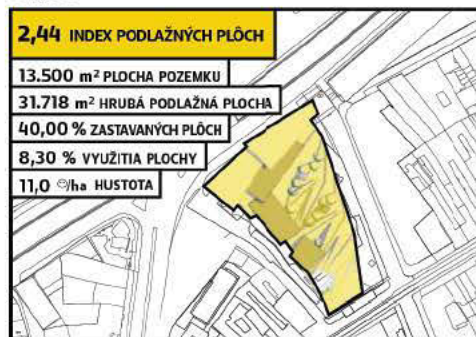 2,44 INDEX PODLAŽNÝCH PLÔCH
13.500 m² PLOCHA POZEMKU
31.718 m² HRUBÁ PODLAŽNÁ PLOCHA
40,00 % ZASTAVANÝCH PLÔCH
8,30 % VYUŽITIA PLOCHY
11,0 ☺/ha HUSTOTA